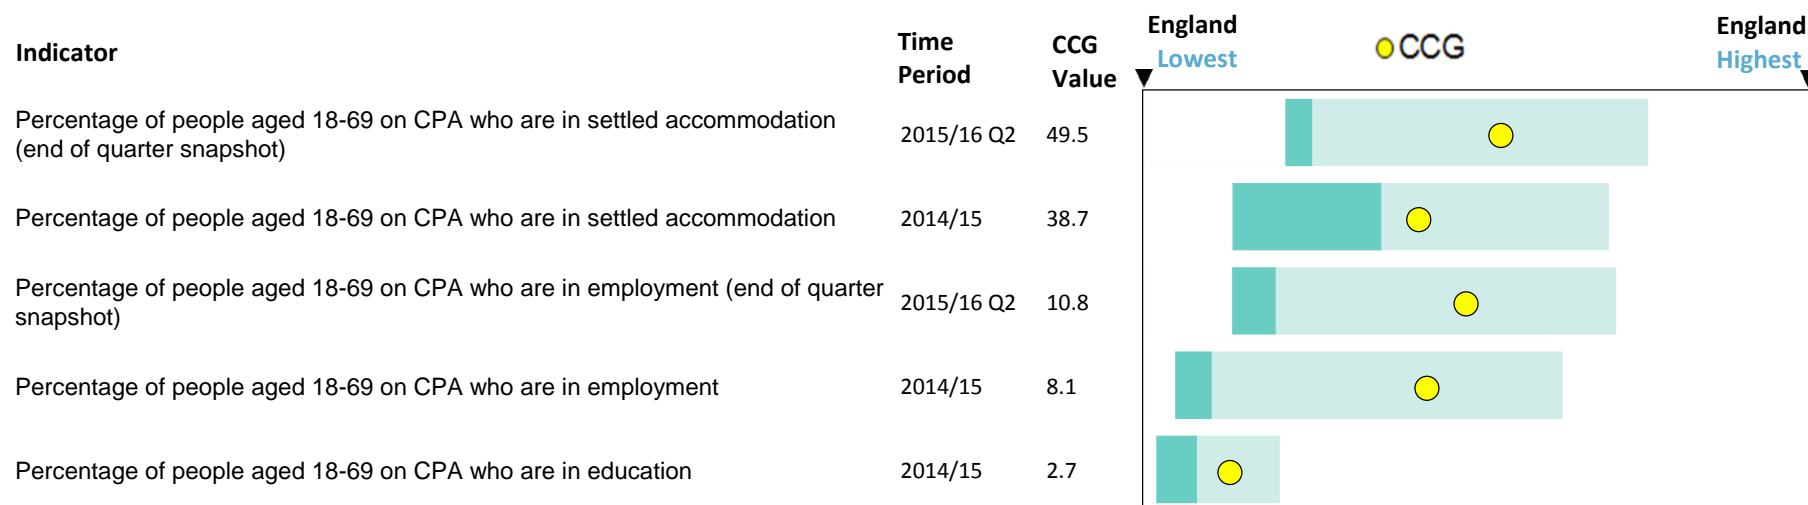 Indicator
Time
Period
CCG
Value
England
Lowest
CCG
England
Highest
Percentage of people aged 18-69 on CPA who are in settled accommodation
(end of quarter snapshot)
2015/16 Q2
49.5
Percentage of people aged 18-69 on CPA who are in settled accommodation
2014/15
38.7
Percentage of people aged 18-69 on CPA who are in employment (end of quarter
snapshot)
2015/16 Q2
10.8
Percentage of people aged 18-69 on CPA who are in employment
2014/15
8.1
Percentage of people aged 18-69 on CPA who are in education
2014/15
2.7